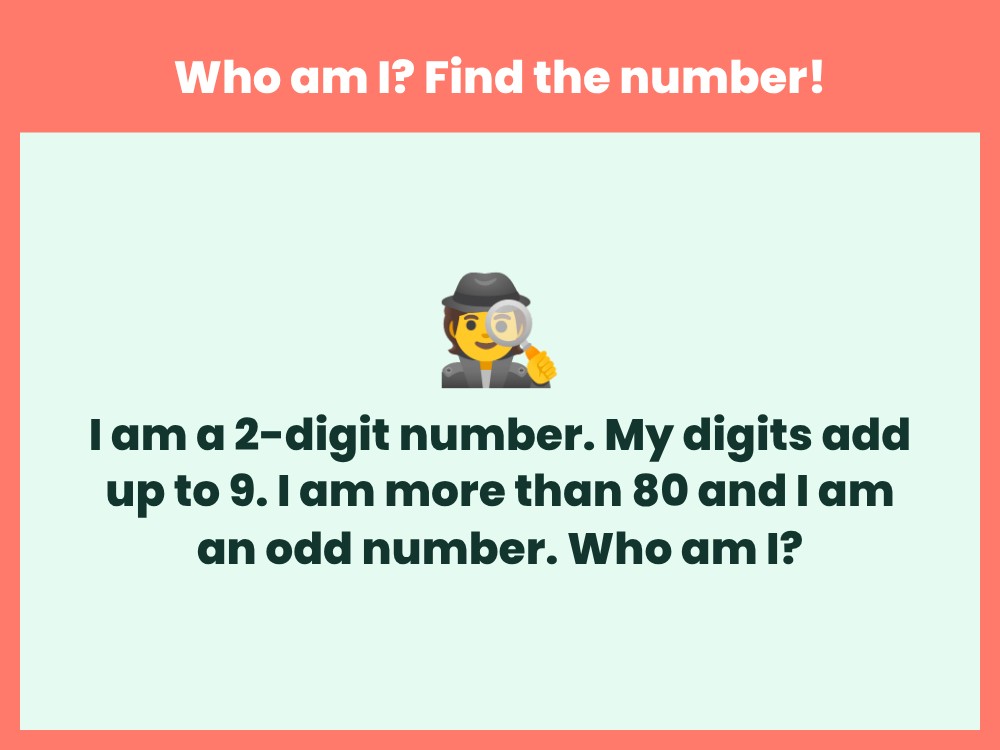 Who am I? Find the number!
I am a 2-digit number. My digits add
up to 9. I am more than 80 and I am
an odd number. Who am I?